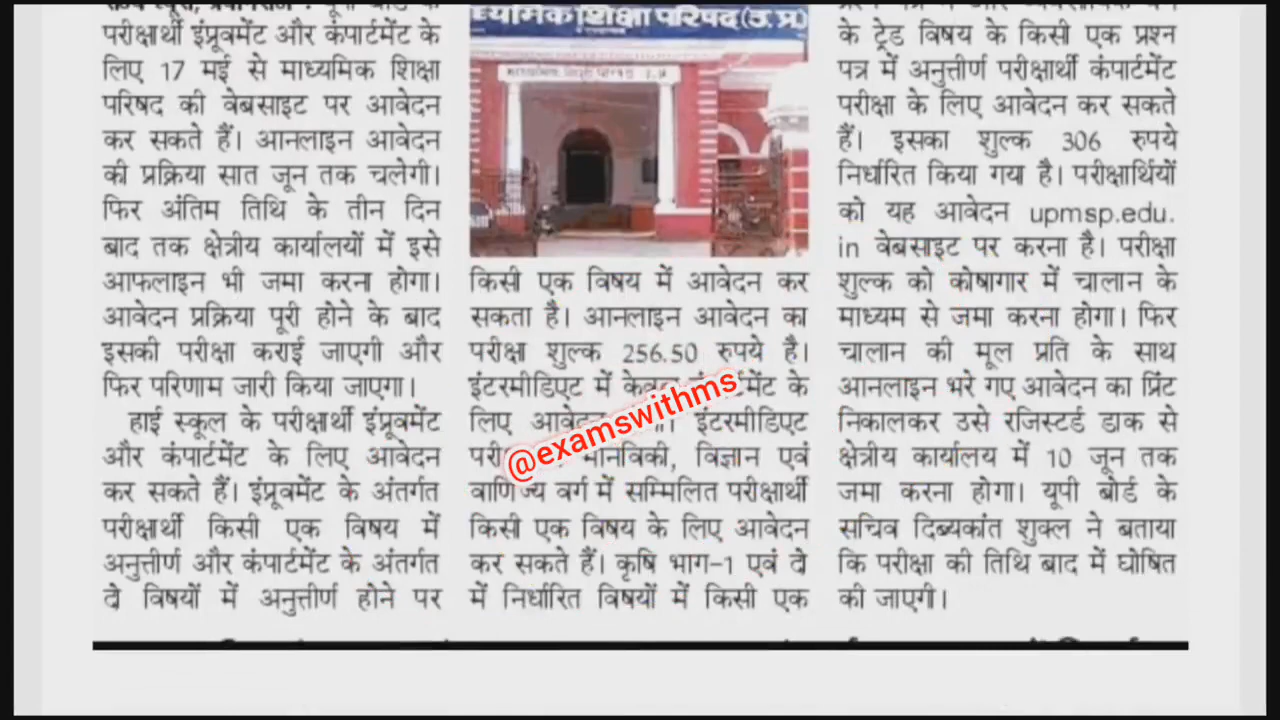 परीक्षार्थी इंप्रूवमेंट और कंपार्टमेंट के
लिए 17 मई से माध्यमिक शिक्षा
परिषद की वेबसाइट पर आवेदन
कर सकते हैं। आनलाइन आवेदन
की प्रक्रिया सात जून तक चलेगी।
फिर अंतिम तिथि के तीन दिन
बाद तक क्षेत्रीय कार्यालयों में इसे
आफलाइन भी जमा करना होगा।
आवेदन प्रक्रिया पूरी होने के बाद
इसकी परीक्षा कराई जाएगी और
फिर परिणाम जारी किया जाएगा।
हाई स्कूल के परीक्षार्थी इंप्रूवमेंट
और कंपार्टमेंट के लिए आवेदन
कर सकते हैं। इंप्रूवमेंट के अंतर्गत
परीक्षार्थी किसी एक विषय में
अनुत्तीर्ण और कंपार्टमेंट के अंतर्गत
दो विषयों में अनुत्तीर्ण होने पर
ध्यमिक शिक्षा परिषद (उ.प्र.)
किसी एक विषय में आवेदन कर
सकता है। आनलाइन आवेदन का
परीक्षा शुल्क 256.50 रुपये है।
इंटरमीडिएट में केवल के
लिए इंटरमीडिएट
मानविकी, विज्ञान एवं
वाणिज्य वर्ग में सम्मिलित परीक्षार्थी
किसी एक विषय के लिए आवेदन
कर सकते हैं। कृषि भाग-1 एवं दो
में निर्धारित विषयों में किसी एक
के ट्रेड विषय के किसी एक प्रश्न
पत्र में अनुत्तीर्ण परीक्षार्थी कंपार्टमेंट
परीक्षा के लिए आवेदन कर सकते
हैं। इसका शुल्क 306 रुपये
निर्धारित किया गया है। परीक्षार्थियों
को यह आवेदन upmsp.edu.
in वेबसाइट पर करना है। परीक्षा
शुल्क को कोषागार में चालान के
माध्यम से जमा करना होगा। फिर
चालान की मूल प्रति के साथ
आनलाइन भरे गए आवेदन का प्रिंट
निकालकर उसे रजिस्टर्ड डाक से
क्षेत्रीय कार्यालय में 10 जून तक
जमा करना होगा। यूपी बोर्ड के
सचिव दिब्यकांत शुक्ल ने बताया
कि परीक्षा की तिथि बाद में घोषित
की जाएगी।
@examswithms